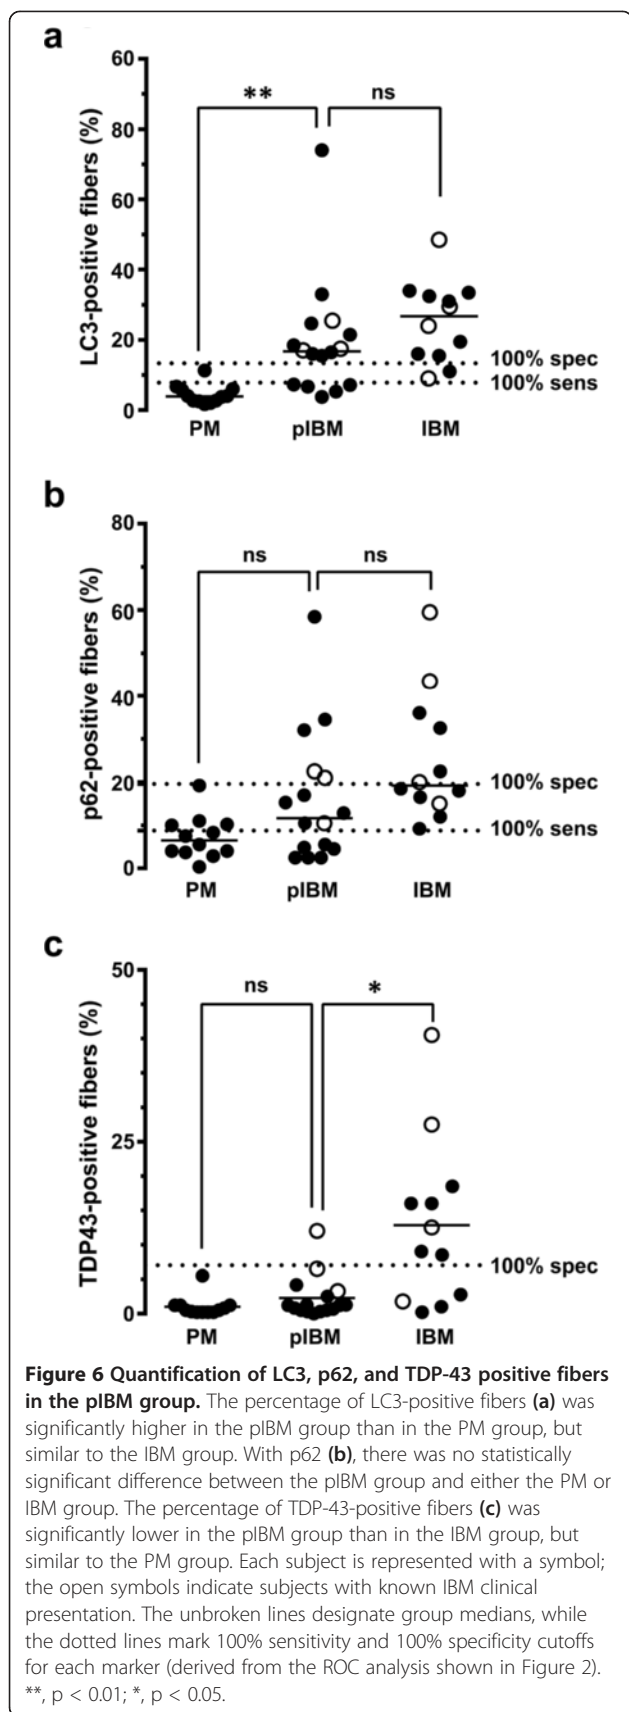 a
60
80
60
40
20
0
LC3-positive fibers (%)
**
ns
100% spec
100% sens
PM pIBM IBM
b
80
60
40
20
0
p62-positive fibers (%)
ns
ns
100% spec
100% sens
PM pIBM IBM
c
50
25
0
TDP43-positive fibers (%)
ns
*
100% spec
PM pIBM IBM
Figure 6 Quantification of LC3, p62, and TDP-43 positive fibers
in the pIBM group. The percentage of LC3-positive fibers (a) was
significantly higher in the pIBM group than in the PM group, but
similar to the IBM group. With p62 (b), there was no statistically
significant difference between the pIBM group and either the PM or
IBM group. The percentage of TDP-43-positive fibers (c) was
significantly lower in the pIBM group than in the IBM group, but
similar to the PM group. Each subject is represented with a symbol;
the open symbols indicate subjects with known IBM clinical
presentation. The unbroken lines designate group medians, while
the dotted lines mark 100% sensitivity and 100% specificity cutoffs
for each marker (derived from the ROC analysis shown in Figure 2).
**, p < 0.01; *, p < 0.05.